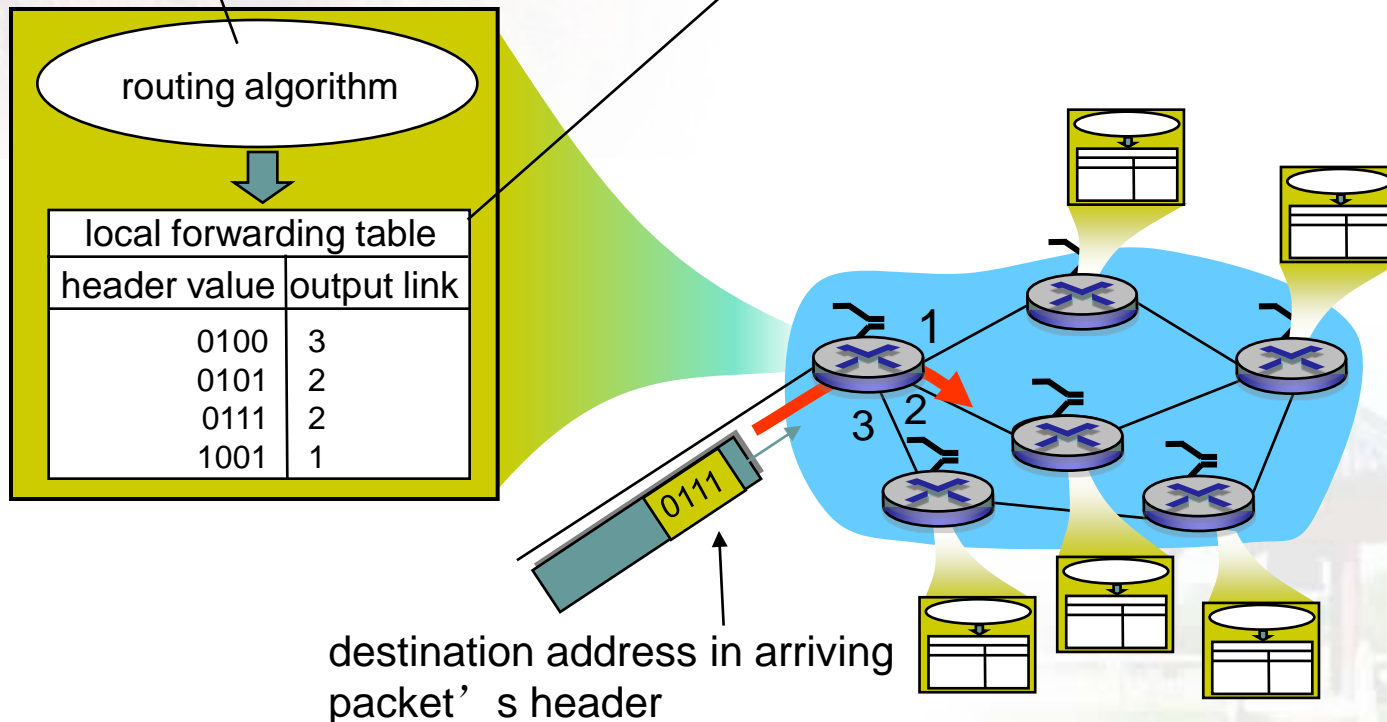 routing algorithm
local forwarding table
header value output link
0100 3
0101 2
0111 2
1001 1
1
2
3
0111
destination address in arriving
packet’s header